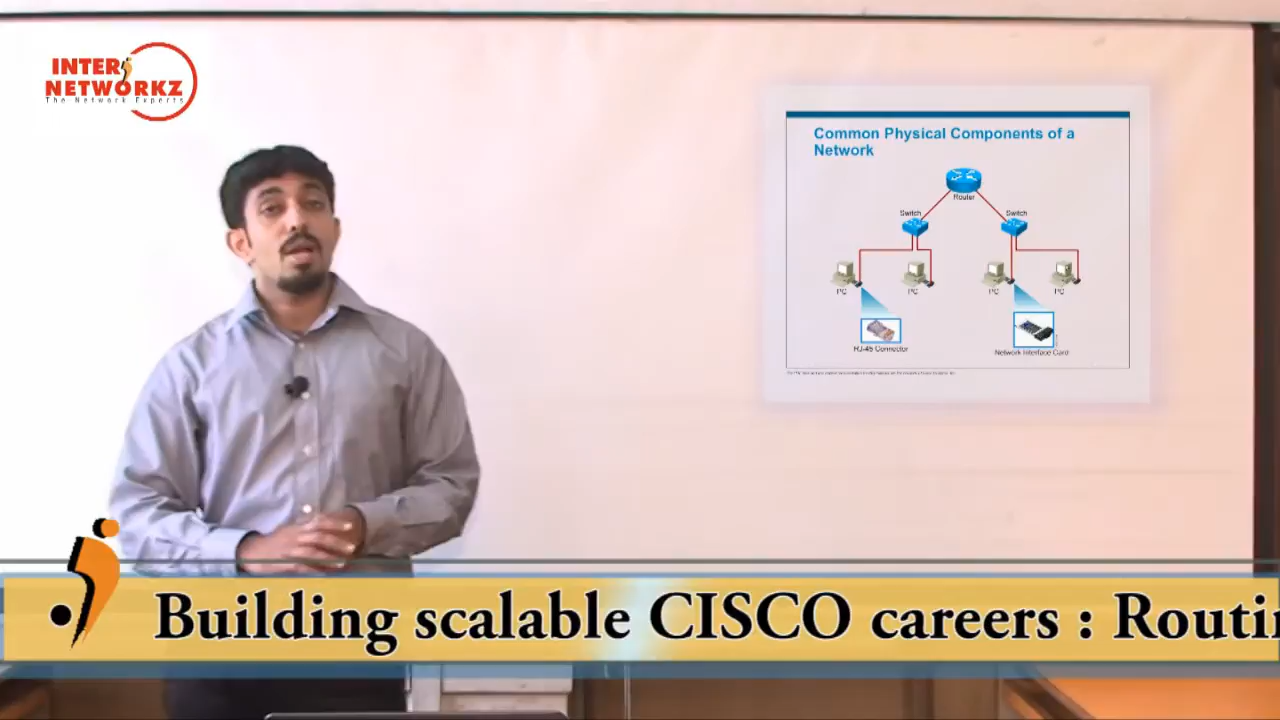 INTER NETWORKZ
The Network Experts
Common Physical Components of a
Network
Router
Switch
Switch
PC
PC
PC
PC
RJ-45 Connector
Network Interface Card
Building scalable CISCO careers : Routin